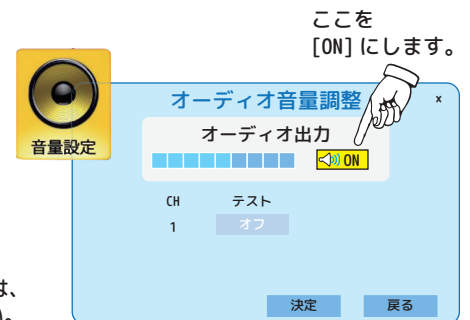 ここを
[ON] にします。
音量設定
オーディオ音量調整
x
オーディオ出力
ON
CH
テスト
1
オフ
は、
決定
戻る